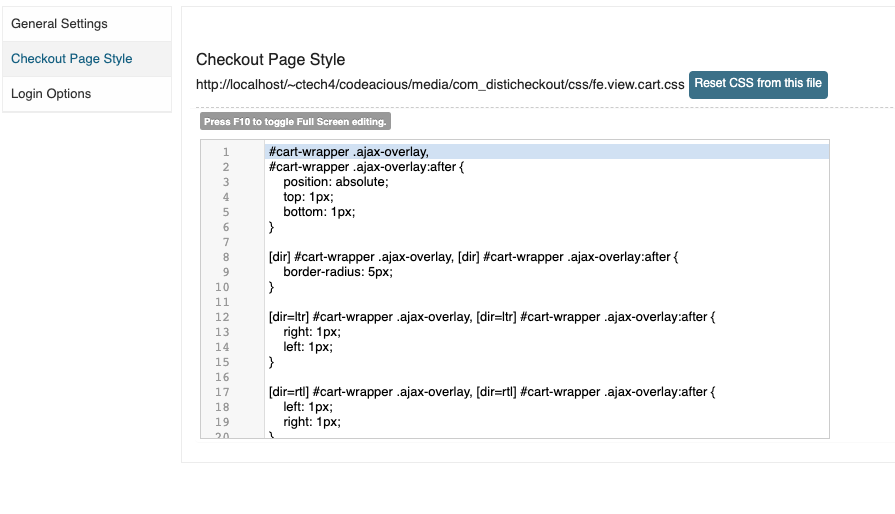 General Settings
Checkout Page Style
Login Options
Checkout Page Style
http://localhost/~ctech4/codeacious/media/com_disticheckout/css/fe.view.cart.css Reset CSS from this file
Press F10 to toggle Full Screen editing.
1 #cart-wrapper .ajax-overlay,
2 #cart-wrapper .ajax-overlay:after {
3 position: absolute;
4 top: 1px;
5 bottom: 1px;
6 }
7
8 [dir] #cart-wrapper .ajax-overlay, [dir] #cart-wrapper .ajax-overlay:after {
9 border-radius: 5px;
10 }
11
12 [dir=ltr] #cart-wrapper .ajax-overlay, [dir=ltr] #cart-wrapper .ajax-overlay:after {
13 right: 1px;
14 left: 1px;
15 }
16
17 [dir=rtl] #cart-wrapper .ajax-overlay, [dir=rtl] #cart-wrapper .ajax-overlay:after {
18 left: 1px;
19 right: 1px;
20 }